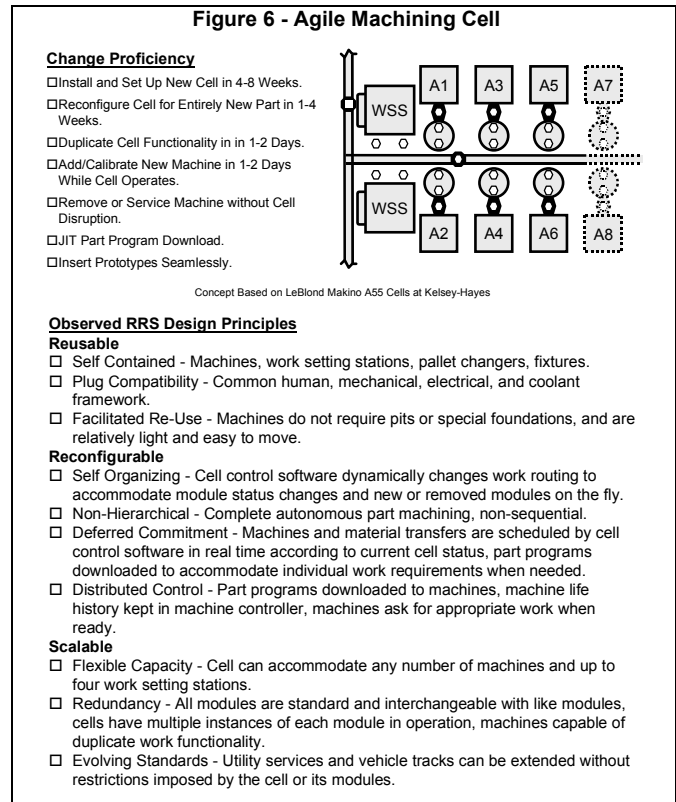 Figure 6 - Agile Machining Cell
Change Proficiency
☐Install and Set Up New Cell in 4-8 Weeks.
☐Reconfigure Cell for Entirely New Part in 1-4
Weeks.
☐Duplicate Cell Functionality in in 1-2 Days.
☐Add/Calibrate New Machine in 1-2 Days
While Cell Operates.
☐Remove or Service Machine without Cell
Disruption.
☐JIT Part Program Download.
☐Insert Prototypes Seamlessly.
WSS
A1
A3
A5
A7
WSS
A2
A4
A6
A8
Concept Based on LeBlond Makino A55 Cells at Kelsey-Hayes
Observed RRS Design Principles
Reusable
☐ Self Contained - Machines, work setting stations, pallet changers, fixtures.
☐ Plug Compatibility - Common human, mechanical, electrical, and coolant
framework.
☐ Facilitated Re-Use - Machines do not require pits or special foundations, and are
relatively light and easy to move.
Reconfigurable
☐ Self Organizing - Cell control software dynamically changes work routing to
accommodate module status changes and new or removed modules on the fly.
☐ Non-Hierarchical - Complete autonomous part machining, non-sequential.
☐ Deferred Commitment - Machines and material transfers are scheduled by cell
control software in real time according to current cell status, part programs
downloaded to accommodate individual work requirements when needed.
☐ Distributed Control - Part programs downloaded to machines, machine life
history kept in machine controller, machines ask for appropriate work when
ready.
Scalable
☐ Flexible Capacity - Cell can accommodate any number of machines and up to
four work setting stations.
☐ Redundancy - All modules are standard and interchangeable with like modules,
cells have multiple instances of each module in operation, machines capable of
duplicate work functionality.
☐ Evolving Standards - Utility services and vehicle tracks can be extended without
restrictions imposed by the cell or its modules.